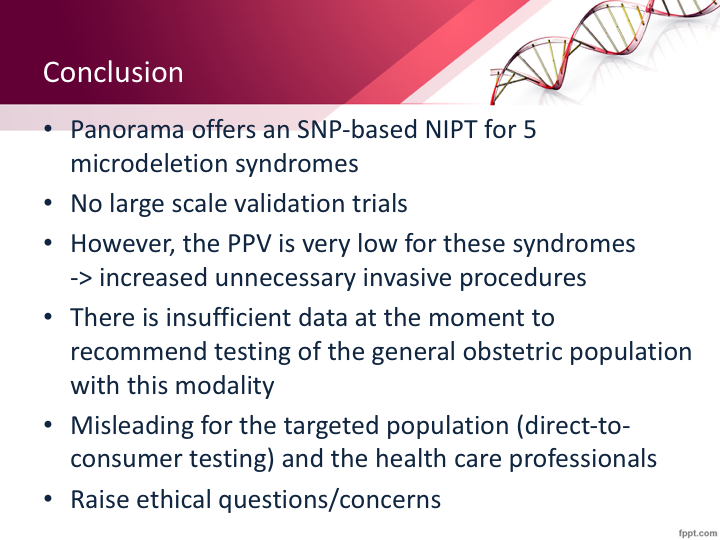 Conclusion
• Panorama offers an SNP-based NIPT for 5
microdeletion syndromes
• No large scale validation trials
• However, the PPV is very low for these syndromes
-> increased unnecessary invasive procedures
• There is insufficient data at the moment to
recommend testing of the general obstetric population
with this modality
• Misleading for the targeted population (direct-to-
consumer testing) and the health care professionals
• Raise ethical questions/concerns
fppt.com